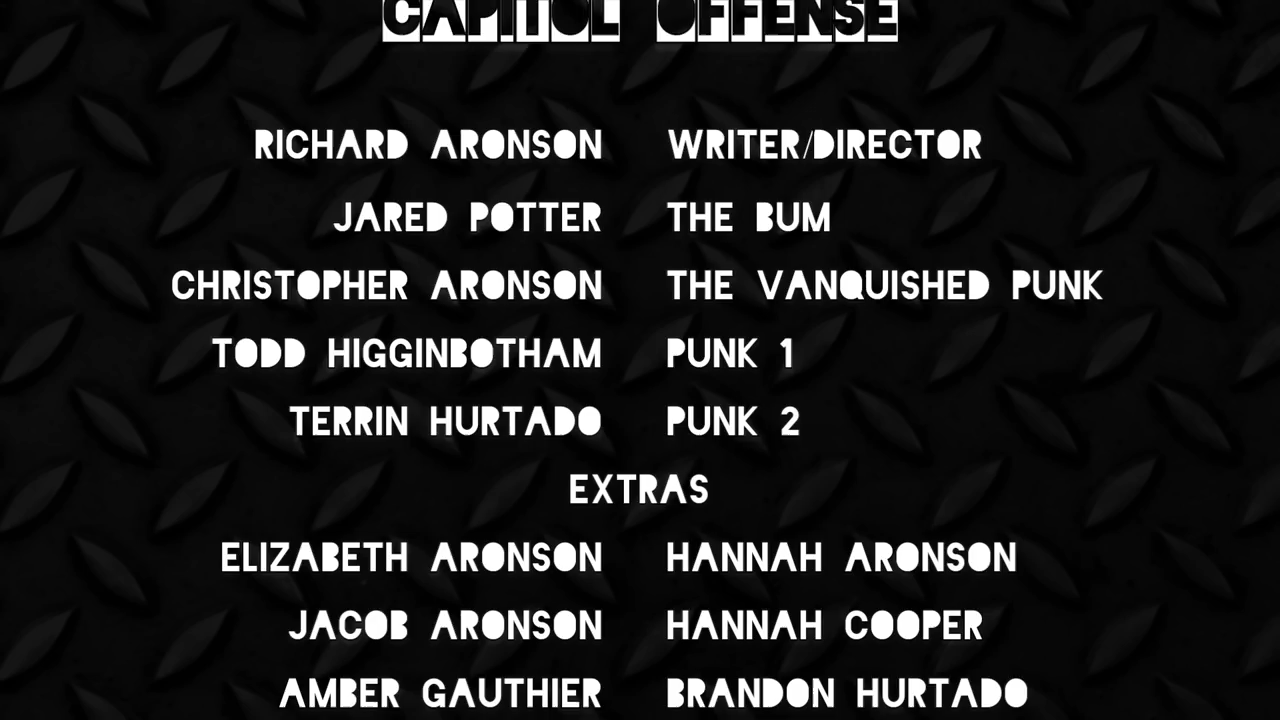 CAPITOL OFFENSE
RICHARD ARONSON WRITER/DIRECTOR
JARED POTTER THE BUM
CHRISTOPHER ARONSON THE VANQUISHED PUNK
TODD HIGGINBOTHAM PUNK 1
TERRIN HURTADO PUNK 2
EXTRAS
ELIZABETH ARONSON HANNAH ARONSON
JACOB ARONSON HANNAH COOPER
AMBER GAUTHIER BRANDON HURTADO